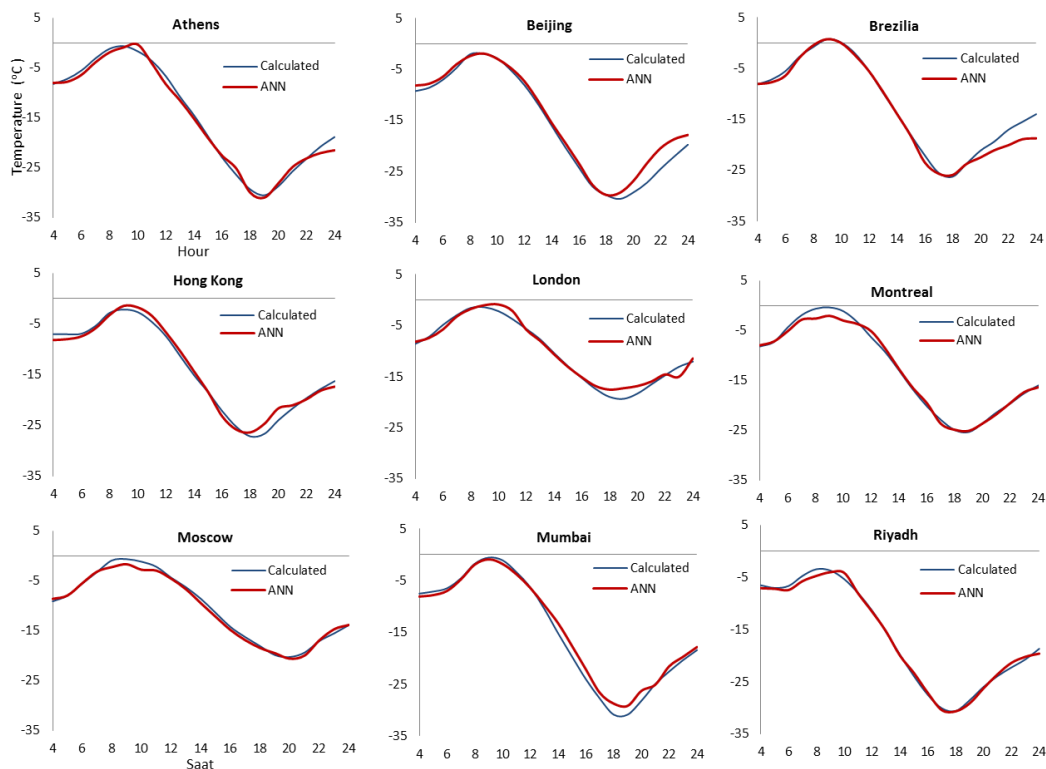 Athens
Beijing
Brezilia
5
-5
-15
-25
-35
Temperature (°C)
Calculated
ANN
4 6 8 10 12 14 16 18 20 22 24
Hour
5
-5
-15
-25
-35
Calculated
ANN
4 6 8 10 12 14 16 18 20 22 24
5
-5
-15
-25
-35
Calculated
ANN
4 6 8 10 12 14 16 18 20 22 24
Hong Kong
5
-5
-15
-25
-35
Calculated
ANN
4 6 8 10 12 14 16 18 20 22 24
London
5
-5
-15
-25
-35
Calculated
ANN
4 6 8 10 12 14 16 18 20 22 24
Montreal
5
-5
-15
-25
-35
Calculated
ANN
4 6 8 10 12 14 16 18 20 22 24
Moscow
5
-5
-15
-25
-35
Calculated
ANN
4 6 8 10 12 14 16 18 20 22 24
Saat
Mumbai
5
-5
-15
-25
-35
Calculated
ANN
4 6 8 10 12 14 16 18 20 22 24
Riyadh
5
-5
-15
-25
-35
Calculated
ANN
4 6 8 10 12 14 16 18 20 22 24